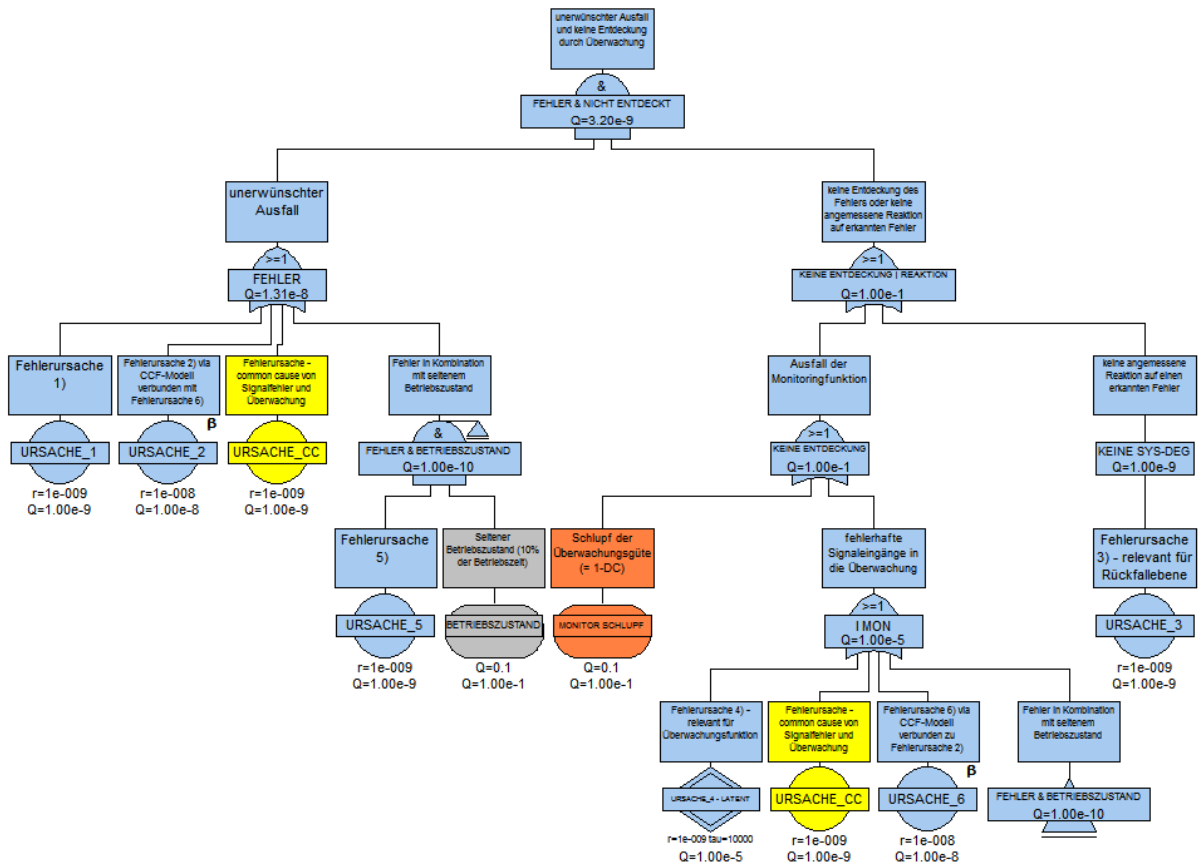 unerwünschter Ausfall
und keine Entdeckung
durch Überwachung
&
FEHLER & NICHT ENTDECKT
Q=3.20e-9
unerwünschter
Ausfall
>=1
FEHLER
Q=1.31e-8
keine Entdeckung des
Fehlers oder keine
angemessene Reaktion
auf erkannten Fehler
>=1
KEINE ENTDECKUNG | REAKTION
Q=1.00e-1
Fehlerursache
1)
URSACHE_1
r=1e-009
Q=1.00e-9
Fehlerursache 2) via
CCF-Modell
verbunden mit
Fehlerursache 6)
β
URSACHE_2
r=1e-008
Q=1.00e-8
Fehlerursache -
common cause von
Signalfehler und
Überwachung
URSACHE_CC
r=1e-009
Q=1.00e-9
Fehler in Kombination
mit seltenem
Betriebszustand
&
FEHLER & BETRIEBSZUSTAND
Q=1.00e-10
Ausfall der
Monitoringfunktion
>=1
KEINE ENTDECKUNG
Q=1.00e-1
keine angemessene
Reaktion auf einen
erkannten Fehler
KEINE SYS-DEG
Q=1.00e-9
Fehlerursache
5)
URSACHE_5
r=1e-009
Q=1.00e-9
Seltener
Betriebszustand (10%
der Betriebszeit)
BETRIEBSZUSTAND
Q=0.1
Q=1.00e-1
Schlupf der
Überwachungsgüte
(= 1-DC)
MONITOR SCHLUPF
Q=0.1
Q=1.00e-1
fehlerhafte
Signaleingänge in
die Überwachung
>=1
I MON
Q=1.00e-5
Fehlerursache
3) - relevant für
Rückfallebene
URSACHE_3
r=1e-009
Q=1.00e-9
Fehlerursache 4) -
relevant für
Überwachungsfunktion
URSACHE_4 - LATENT
r=1e-009 tau=10000
Q=1.00e-5
Fehlerursache -
common cause von
Signalfehler und
Überwachung
URSACHE_CC
r=1e-009
Q=1.00e-9
Fehlerursache 6) via
CCF-Modell
verbunden zu
Fehlerursache 2)
β
URSACHE_6
r=1e-008
Q=1.00e-8
Fehler in Kombination
mit seltenem
Betriebszustand
FEHLER & BETRIEBSZUSTAND
Q=1.00e-10